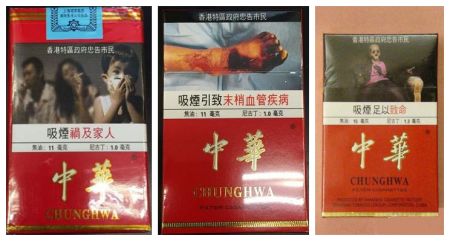 香港特區政府忠告市民
吸煙禍及家人
焦油: 11 毫克 尼古丁: 1.0 毫克
中華
CHUNGHWA
香港特區政府忠告市民
吸煙引致末梢血管疾病
焦油: 11 毫克 尼古丁: 1.0 毫克
中華
CHUNGHWA
FILTER CIGARETTES
香港特區政府忠告市民
吸煙足以致命
中華
CHUNGHWA
FILTER CIGARETTES